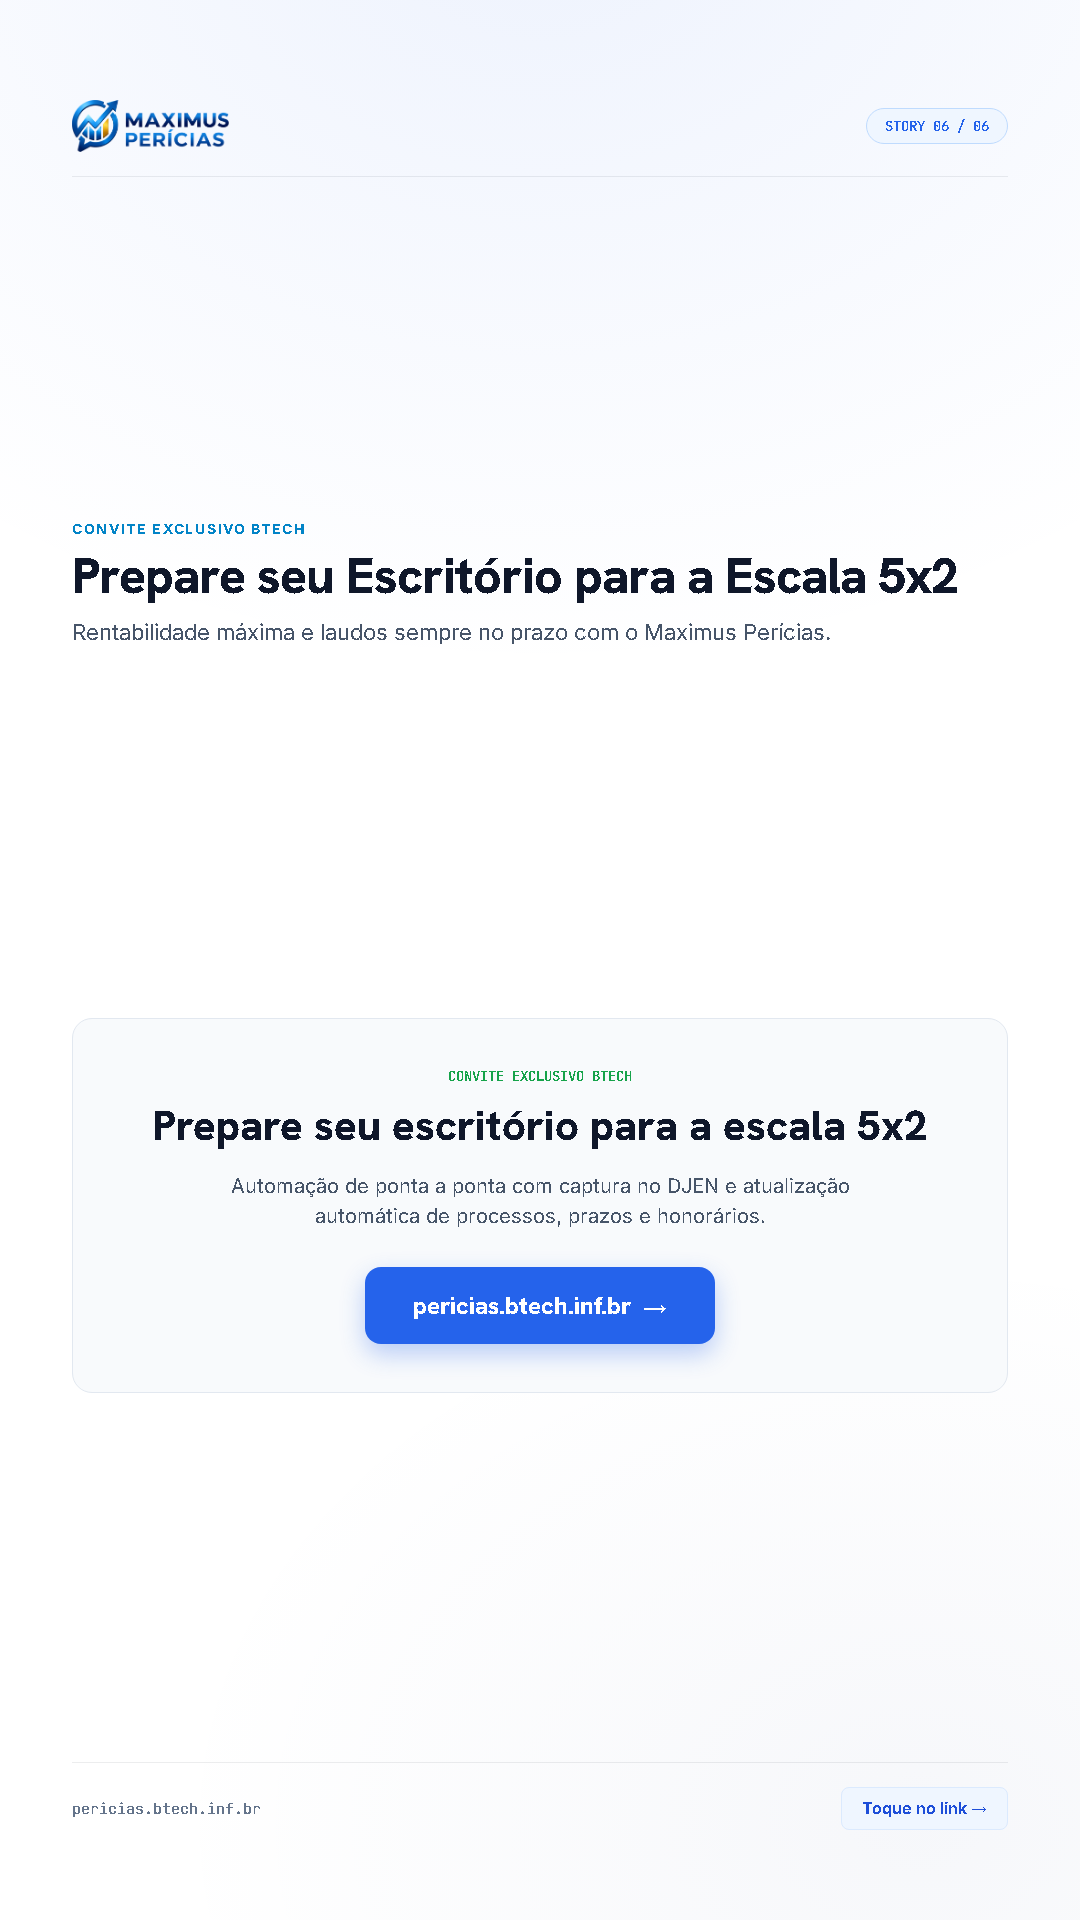 MAXIMUS
PERÍCIAS
STORY 06 / 06
CONVITE EXCLUSIVO BTECH
Prepare seu Escritório para a Escala 5x2
Rentabilidade máxima e laudos sempre no prazo com o Maximus Perícias.
CONVITE EXCLUSIVO BTECH
Prepare seu escritório para a escala 5x2
Automação de ponta a ponta com captura no DJEN e atualização
automática de processos, prazos e honorários.
pericias.btech.inf.br →
pericias.btech.inf.br
Toque no link →